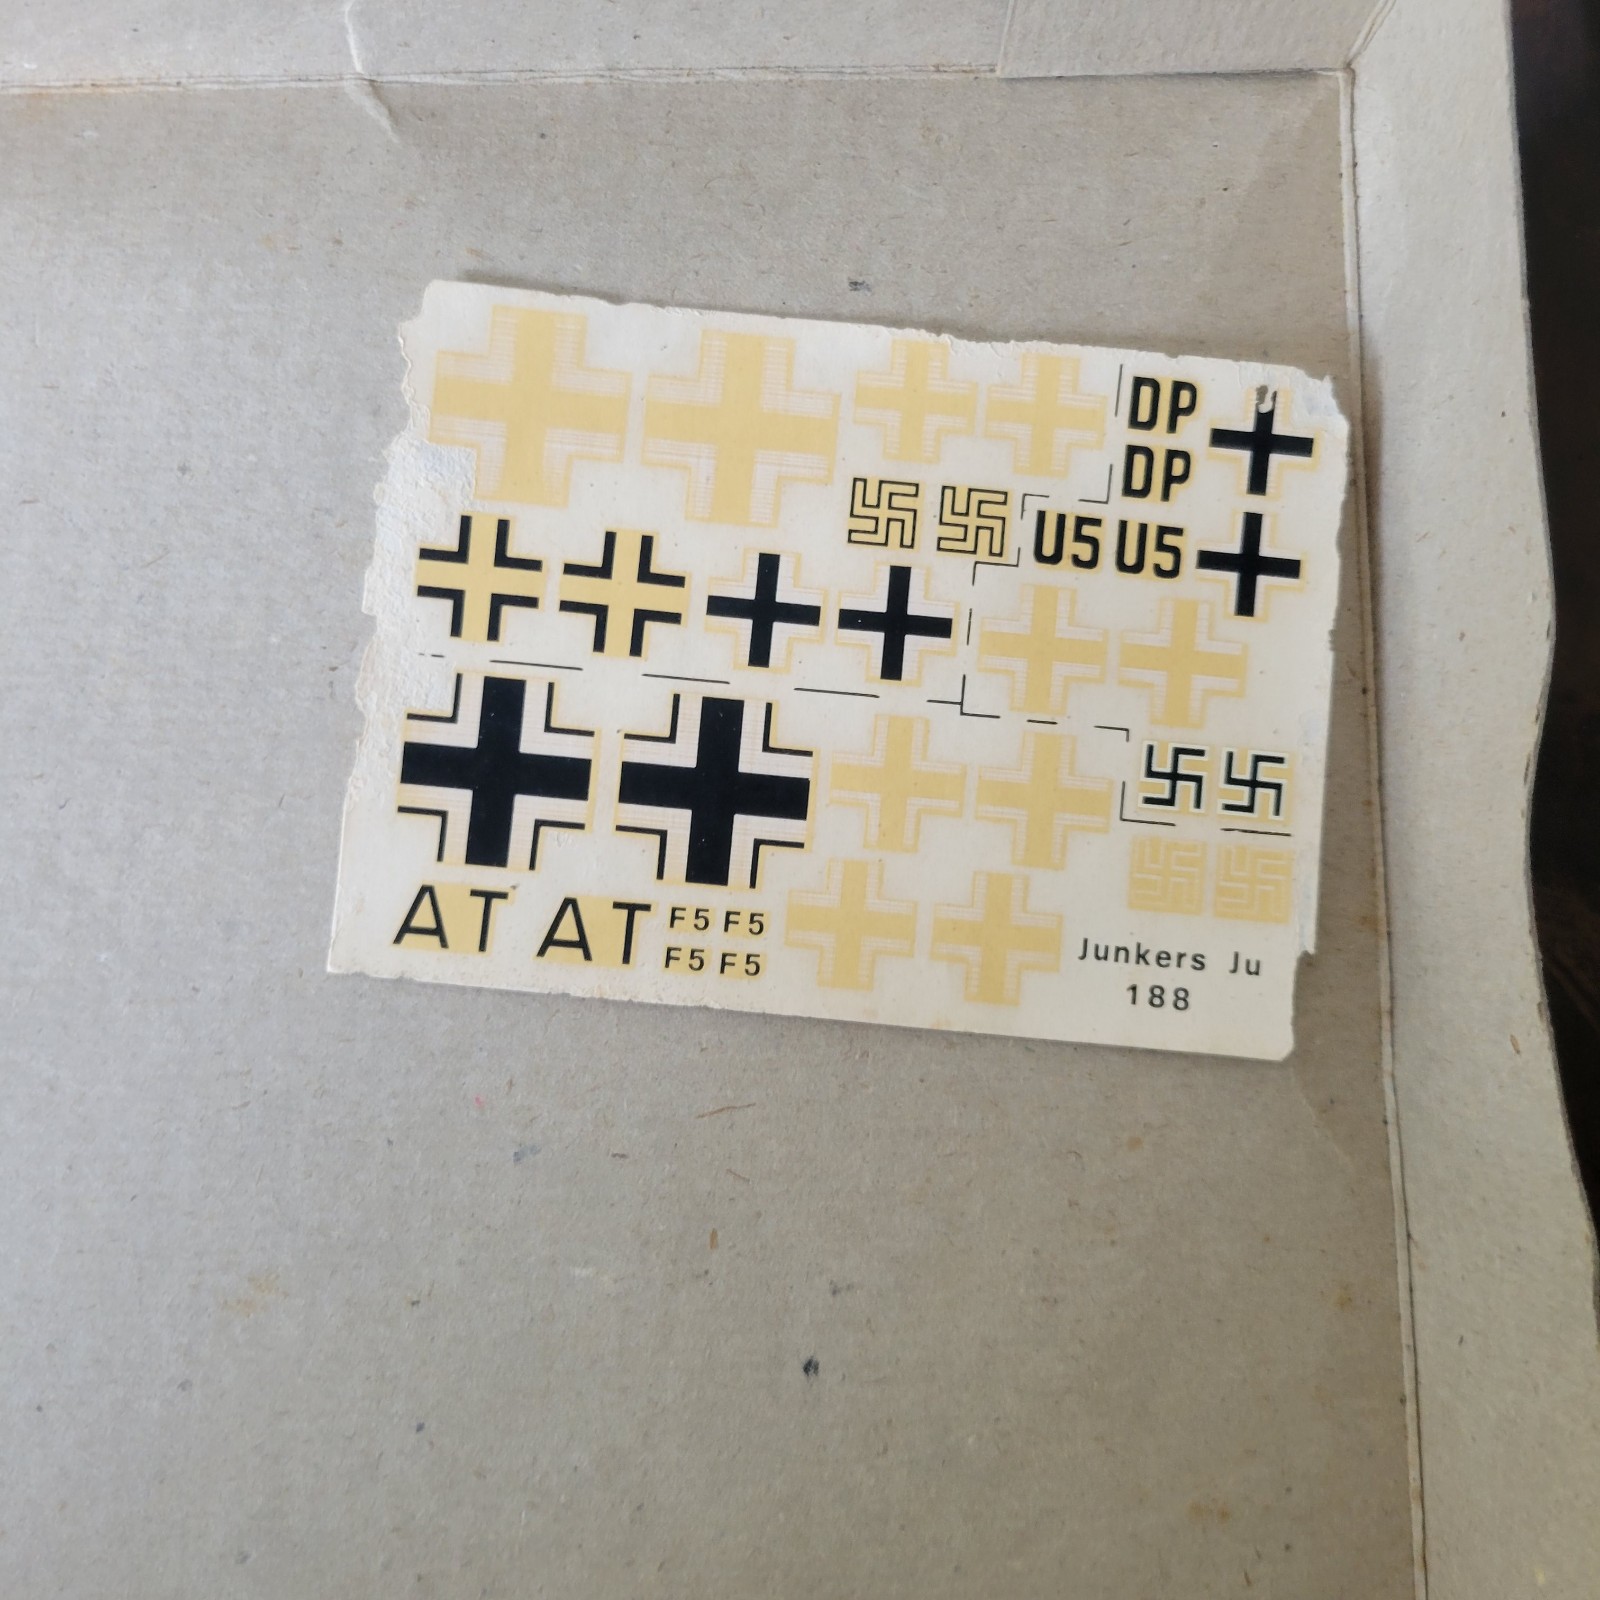 DP
DP
U5 U5
AT AT F5 F5
F5 F5
Junkers Ju
188